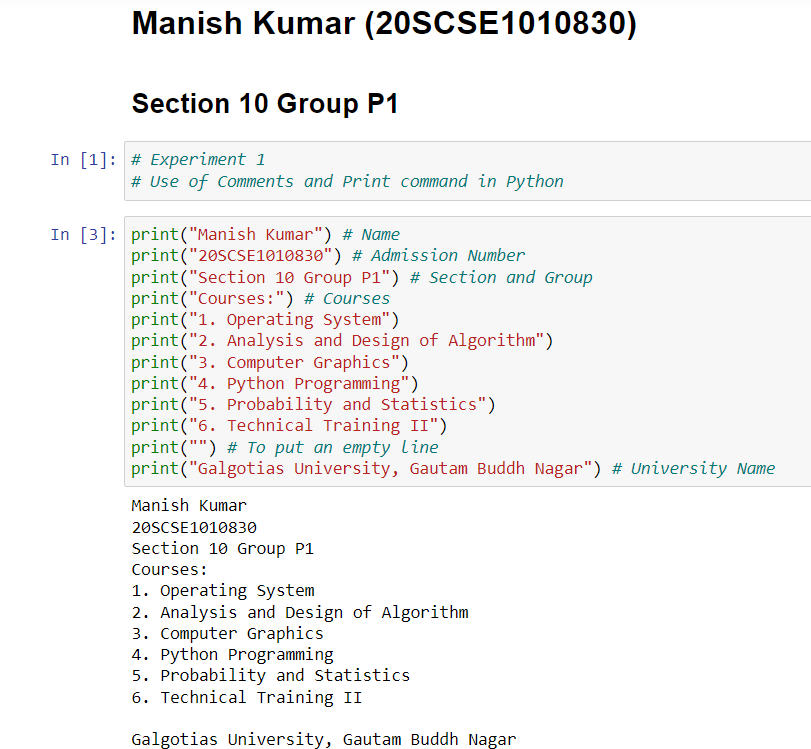 Manish Kumar (20SCSE1010830)
Section 10 Group P1
In [1]: # Experiment 1
# Use of Comments and Print command in Python
In [3]: print("Manish Kumar") # Name
print("20SCSE1010830") # Admission Number
print("Section 10 Group P1") # Section and Group
print("Courses:") # Courses
print("1. Operating System")
print("2. Analysis and Design of Algorithm")
print("3. Computer Graphics")
print("4. Python Programming")
print("5. Probability and Statistics")
print("6. Technical Training II")
print("") # To put an empty line
print("Galgotias University, Gautam Buddh Nagar") # University Name
Manish Kumar
20SCSE1010830
Section 10 Group P1
Courses:
1. Operating System
2. Analysis and Design of Algorithm
3. Computer Graphics
4. Python Programming
5. Probability and Statistics
6. Technical Training II
Galgotias University, Gautam Buddh Nagar